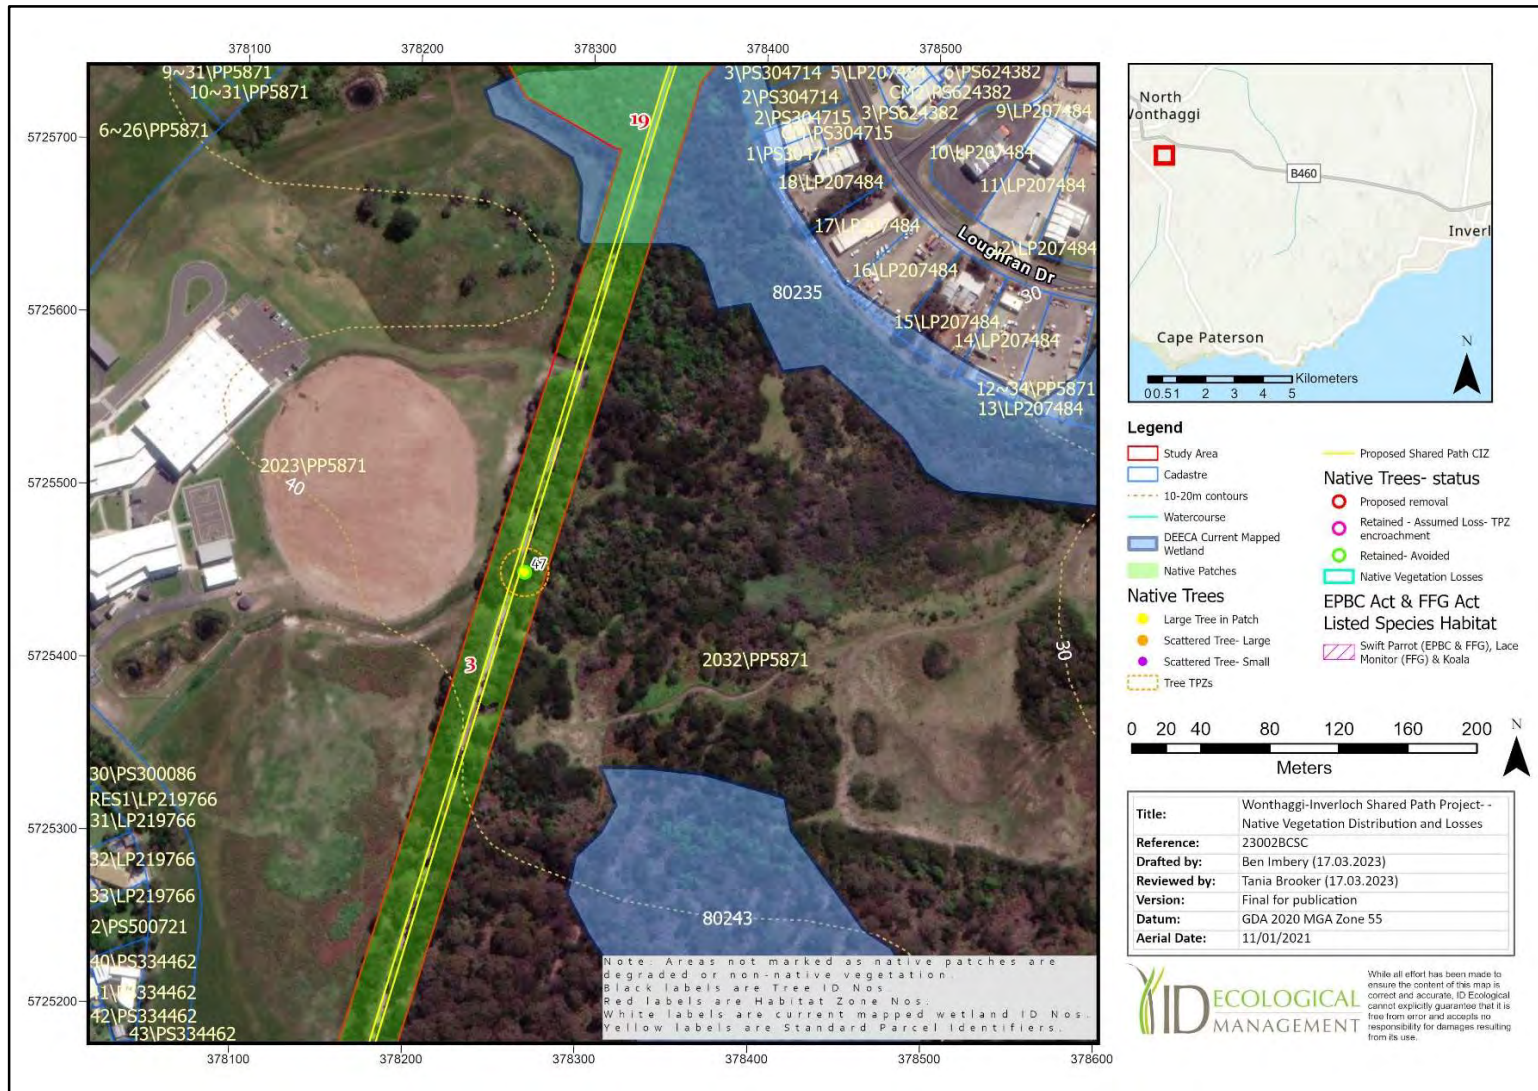 378100
378200
378300
378400
378500
5725700
5725600
5725500
5725400
5725300
5725200
378100
378200
378300
378400
378500
378600
9~31\PP5871
10~31\PP5871
6~26\PP5871
19
3\PS304714
5\LP207484
6\PS624382
2\PS304714
CM2\PS624382
2\PS304715
3\PS624382
9\LP207484
1\PS304715
10\LP207484
18\LP207484
11\LP207484
17\LP207484
12\LP207484
Loughran Dr
16\LP207484
30
80235
15\LP207484
14\LP207484
12~34\PP5871
13\LP207484
2023\PP5871
40
47
3
2032\PP5871
30
30\PS300086
RES1\LP219766
31\LP219766
32\LP219766
33\LP219766
2\PS500721
40\PS334462
41\PS334462
42\PS334462
43\PS334462
80243
Note: Areas not marked as native patches are
degraded or non-native vegetation.
Black labels are Tree ID Nos.
Red labels are Habitat Zone Nos.
White labels are current mapped wetland ID Nos.
Yellow labels are Standard Parcel Identifiers.
North
Wonthaggi
B460
Inverl
Cape Paterson
N
Kilometers
0 0.5 1 2 3 4 5
Legend
Study Area
Cadastre
10-20m contours
Watercourse
DEECA Current Mapped
Wetland
Native Patches
Native Trees
Large Tree in Patch
Scattered Tree- Large
Scattered Tree- Small
Tree TPZs
Proposed Shared Path CIZ
Native Trees- status
Proposed removal
Retained - Assumed Loss- TPZ
encroachment
Retained- Avoided
Native Vegetation Losses
EPBC Act & FFG Act
Listed Species Habitat
Swift Parrot (EPBC & FFG), Lace
Monitor (FFG) & Koala
0 40 80 120 160 200
Meters
N
Title: Wonthaggi-Inverloch Shared Path Project- -
Native Vegetation Distribution and Losses
Reference: 23002BCSC
Drafted by: Ben Imbery (17.03.2023)
Reviewed by: Tania Brooker (17.03.2023)
Version: Final for publication
Datum: GDA 2020 MGA Zone 55
Aerial Date: 11/01/2021
ID ECOLOGICAL
MANAGEMENT
While all effort has been made to
ensure the content of this map is
correct and accurate, ID Ecological
cannot explicitly guarantee that it is
free from error and accepts no
responsibility for damages resulting
from its use.